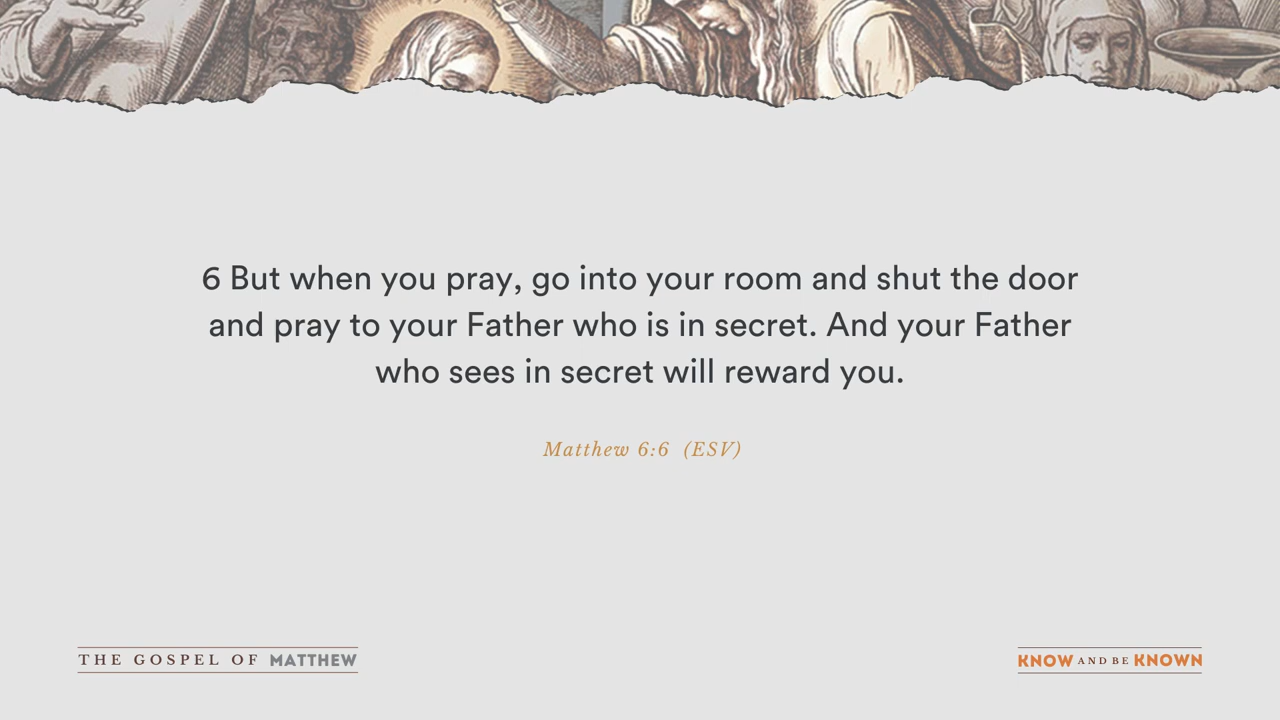 6 But when you pray, go into your room and shut the door
and pray to your Father who is in secret. And your Father
who sees in secret will reward you.
Matthew 6:6 (ESV)
THE GOSPEL OF MATTHEW
KNOW AND BE KNOWN